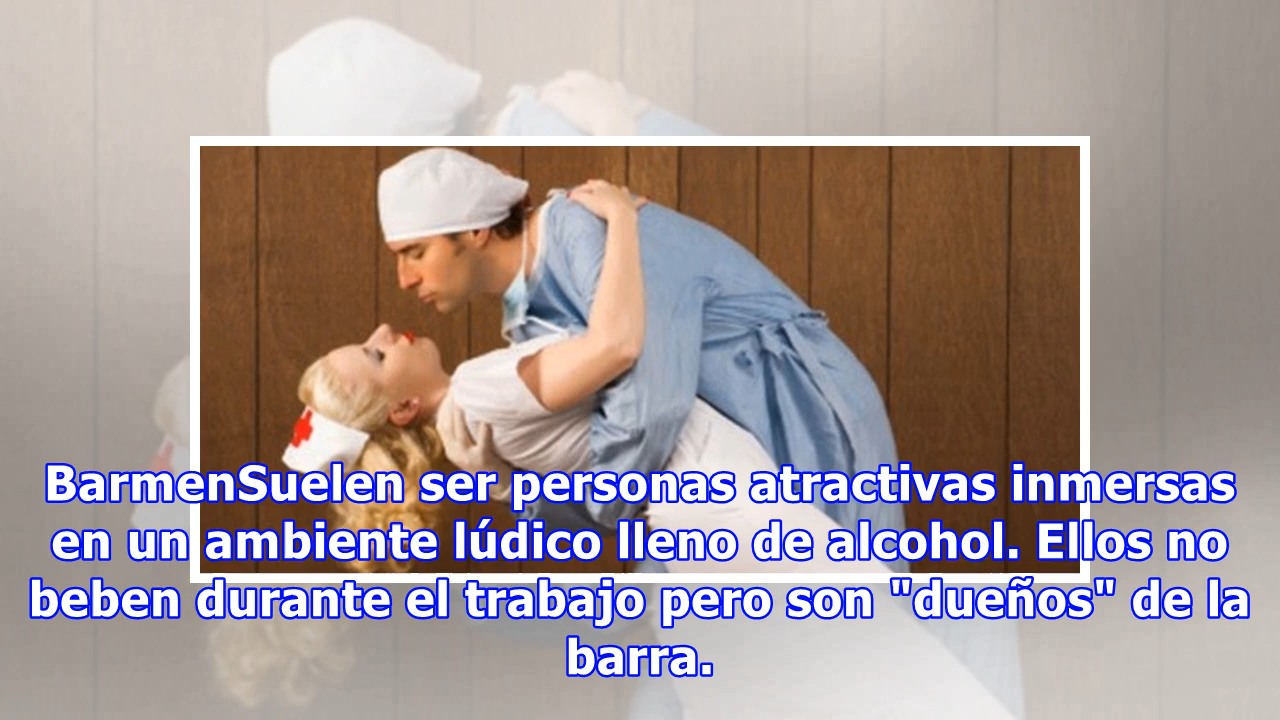 BarmenSuelen ser personas atractivas inmersas
en un ambiente lúdico lleno de alcohol. Ellos no
beben durante el trabajo pero son "dueños" de la
barra.